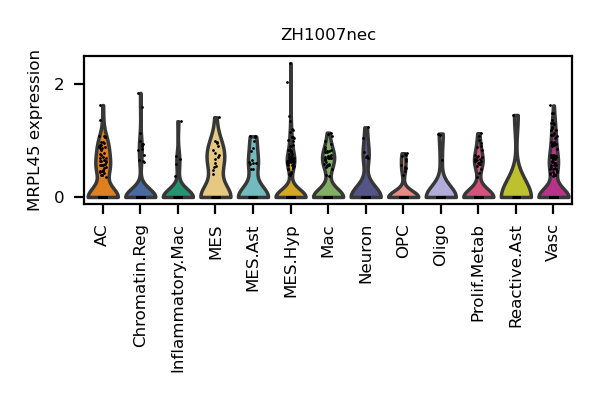 ZH1007nec
MRPL45 expression
2
0
AC
Chromatin.Reg
Inflammatory.Mac
MES
MES.Ast
MES.Hyp
Mac
Neuron
OPC
Oligo
Prolif.Metab
Reactive.Ast
Vasc